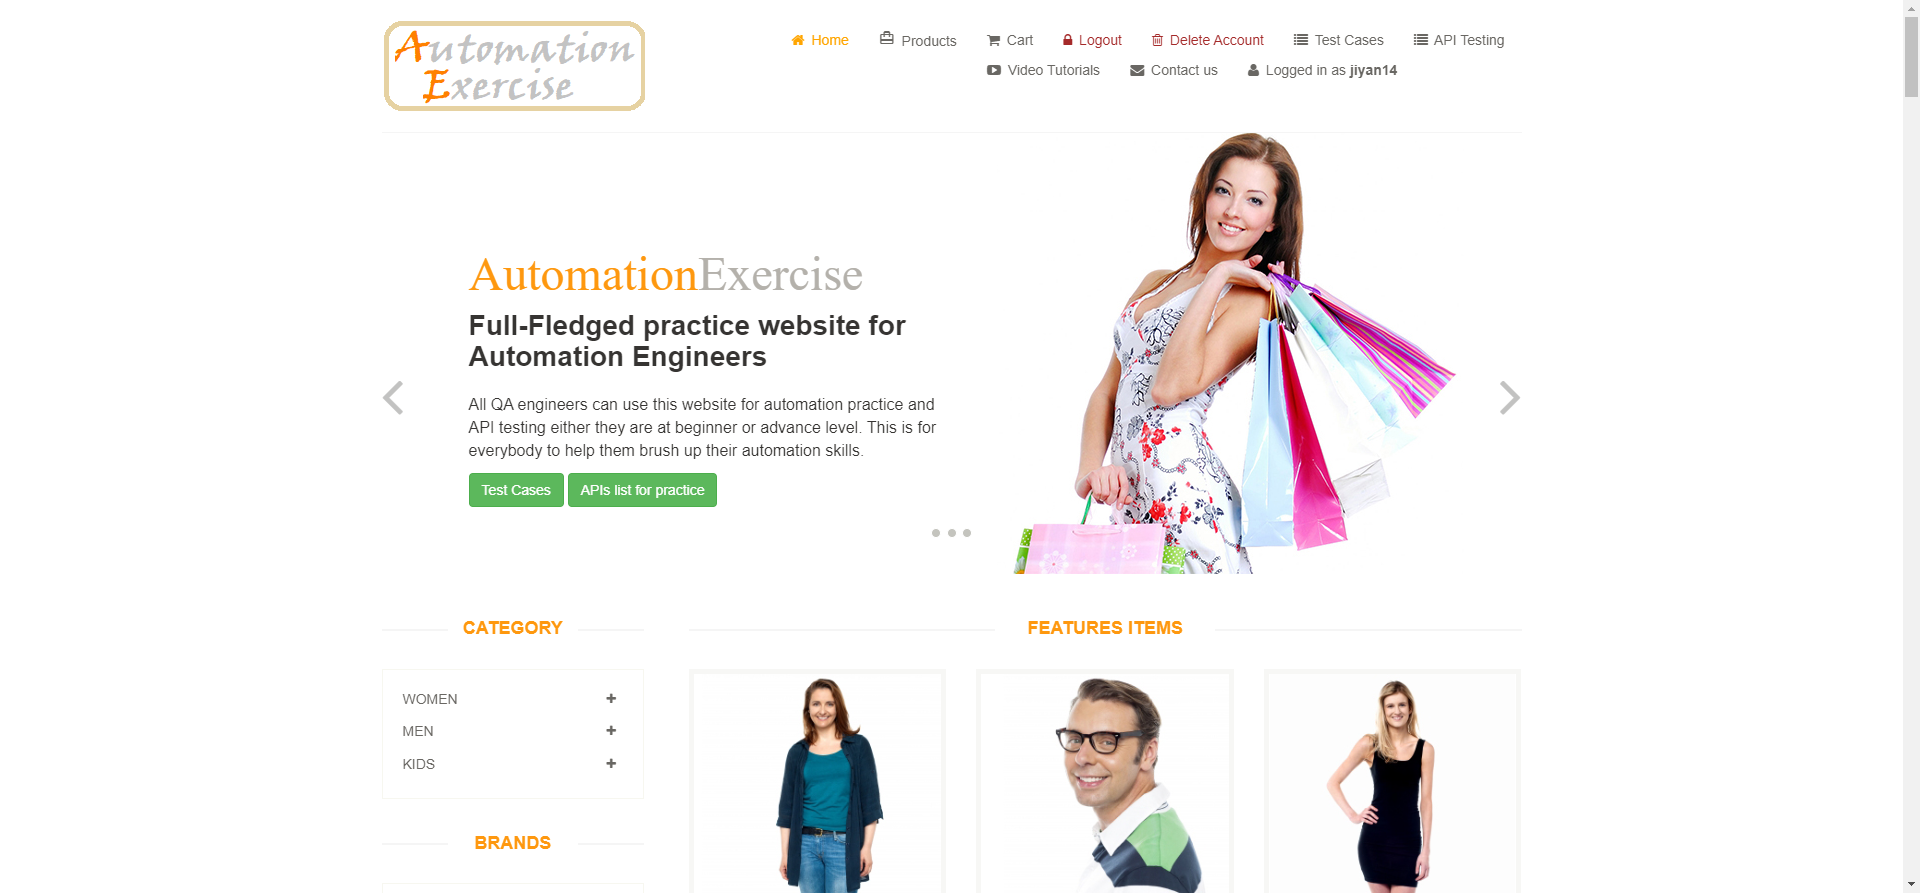 Automation
Exercise
Home Products Cart Logout Delete Account Test Cases API Testing
Video Tutorials Contact us Logged in as jiyan14
AutomationExercise
Full-Fledged practice website for
Automation Engineers
All QA engineers can use this website for automation practice and
API testing either they are at beginner or advance level. This is for
everybody to help them brush up their automation skills.
Test Cases APIs list for practice
CATEGORY
WOMEN
MEN
KIDS
BRANDS
FEATURES ITEMS